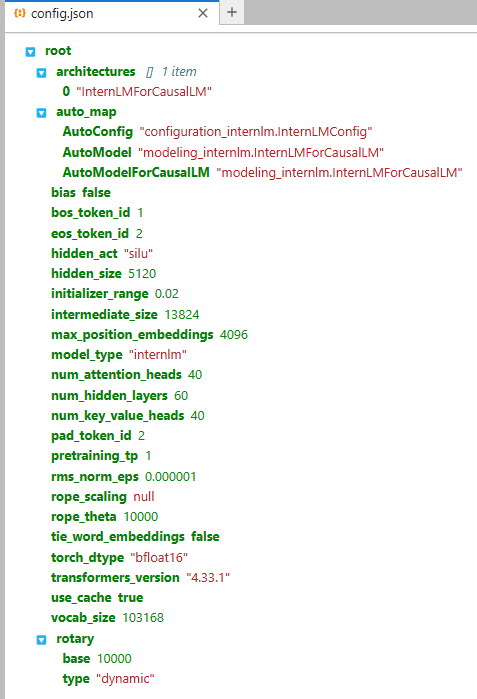 config.json
root
architectures [] 1 item
0 "InternLMForCausalLM"
auto_map
AutoConfig "configuration_internlm.InternLMConfig"
AutoModel "modeling_internlm.InternLMForCausalLM"
AutoModelForCausalLM "modeling_internlm.InternLMForCausalLM"
bias false
bos_token_id 1
eos_token_id 2
hidden_act "silu"
hidden_size 5120
initializer_range 0.02
intermediate_size 13824
max_position_embeddings 4096
model_type "internlm"
num_attention_heads 40
num_hidden_layers 60
num_key_value_heads 40
pad_token_id 2
pretraining_tp 1
rms_norm_eps 0.000001
rope_scaling null
rope_theta 10000
tie_word_embeddings false
torch_dtype "bfloat16"
transformers_version "4.33.1"
use_cache true
vocab_size 103168
rotary
base 10000
type "dynamic"